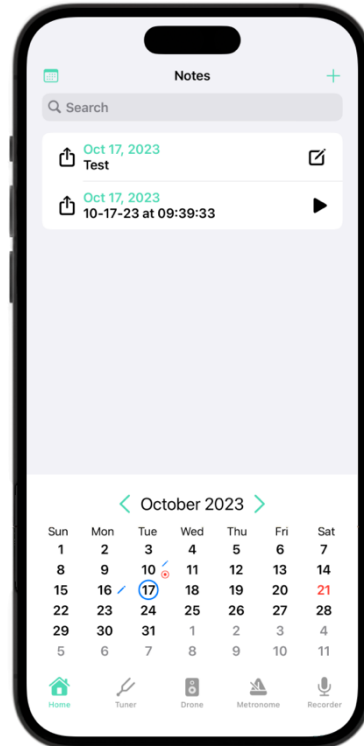 Notes
Search
Oct 17, 2023
Test
Oct 17, 2023
10-17-23 at 09:39:33
October 2023
Sun Mon Tue Wed Thu Fri Sat
1 2 3 4 5 6 7
8 9 10 11 12 13 14
15 16 17 18 19 20 21
22 23 24 25 26 27 28
29 30 31 1 2 3 4
5 6 7 8 9 10 11
Home Tuner Drone Metronome Recorder